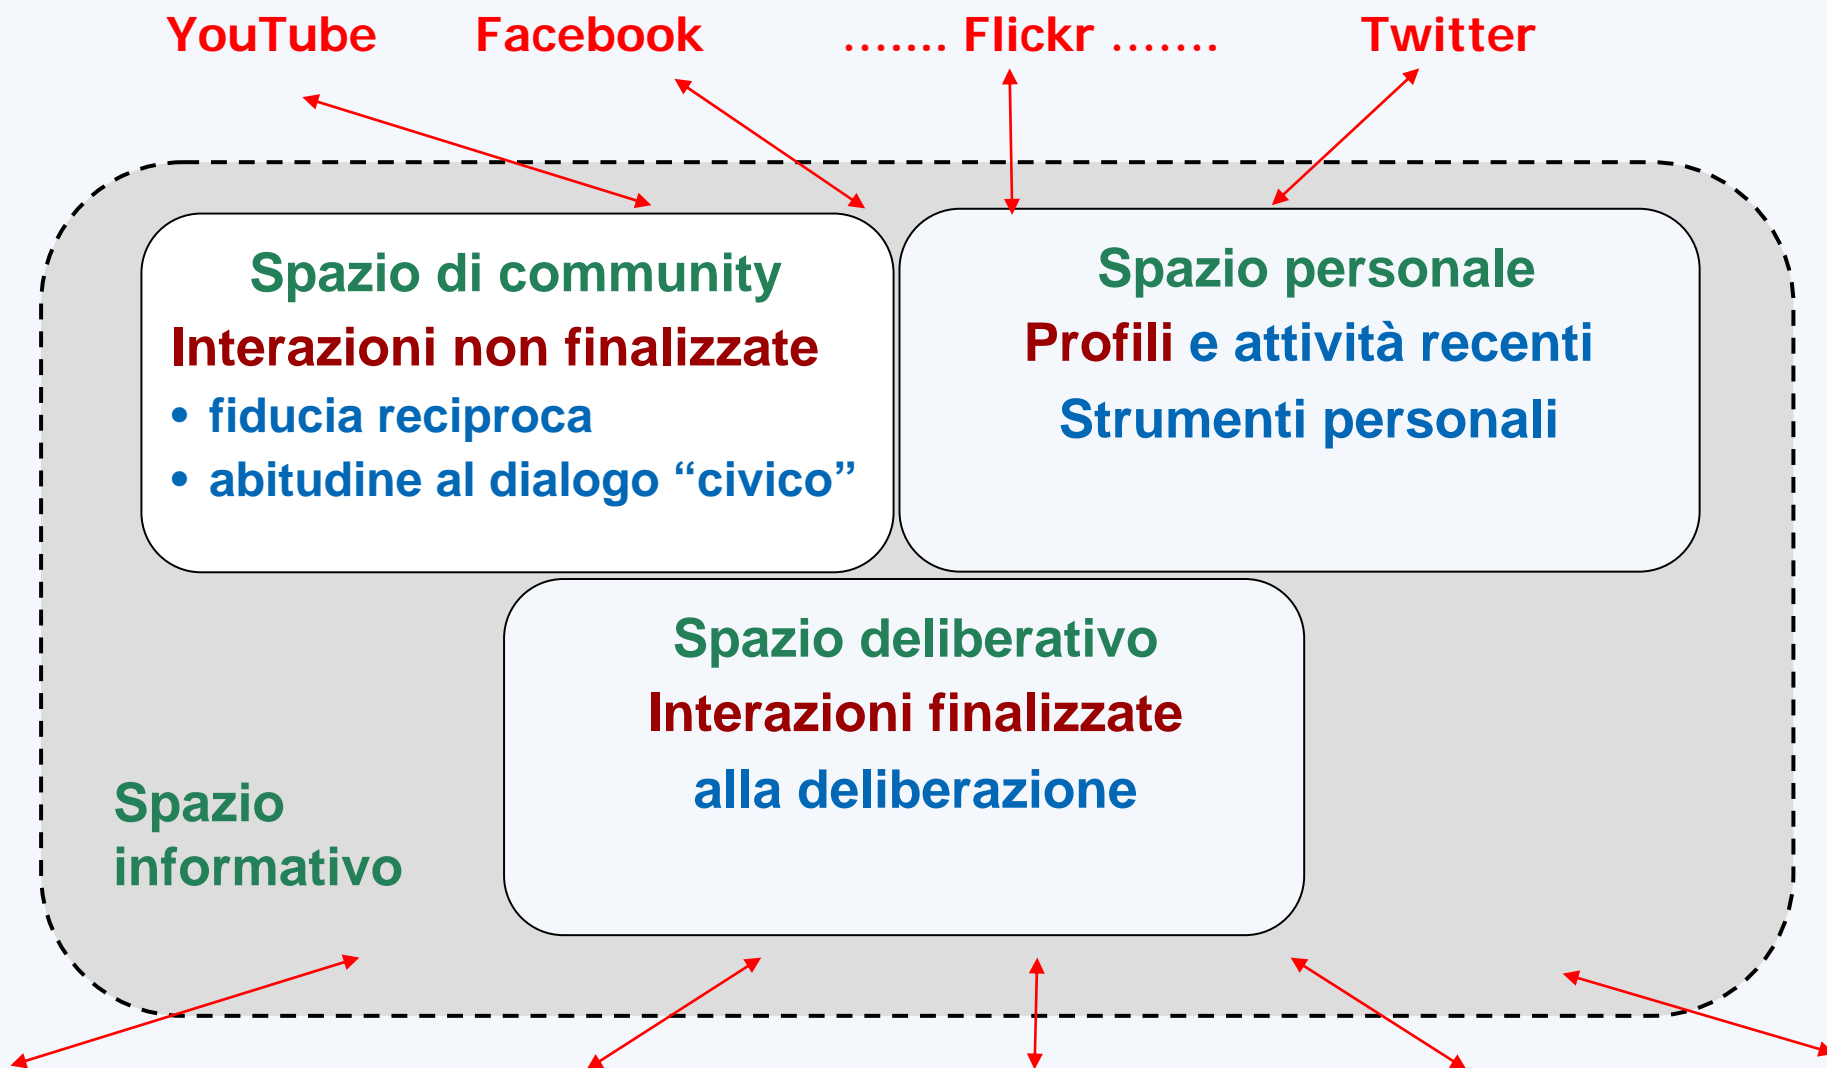 YouTube Facebook ....... Flickr ....... Twitter
Spazio di community
Interazioni non finalizzate
• fiducia reciproca
• abitudine al dialogo “civico”
Spazio personale
Profili e attività recenti
Strumenti personali
Spazio deliberativo
Interazioni finalizzate
alla deliberazione
Spazio
informativo